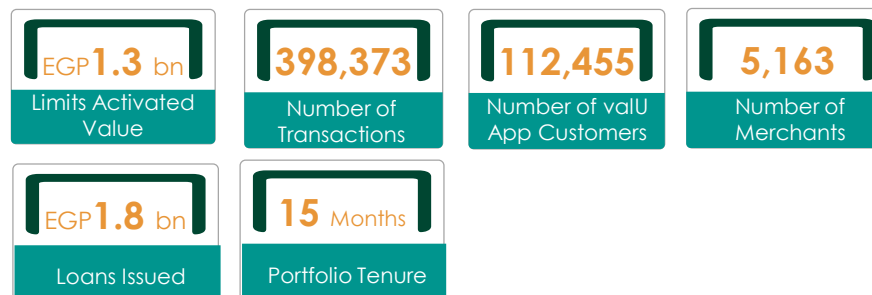 EGP1.3 bn
Limits Activated
Value
398,373
Number of
Transactions
112,455
Number of valU
App Customers
5,163
Number of
Merchants
EGP1.8 bn
Loans Issued
15 Months
Portfolio Tenure